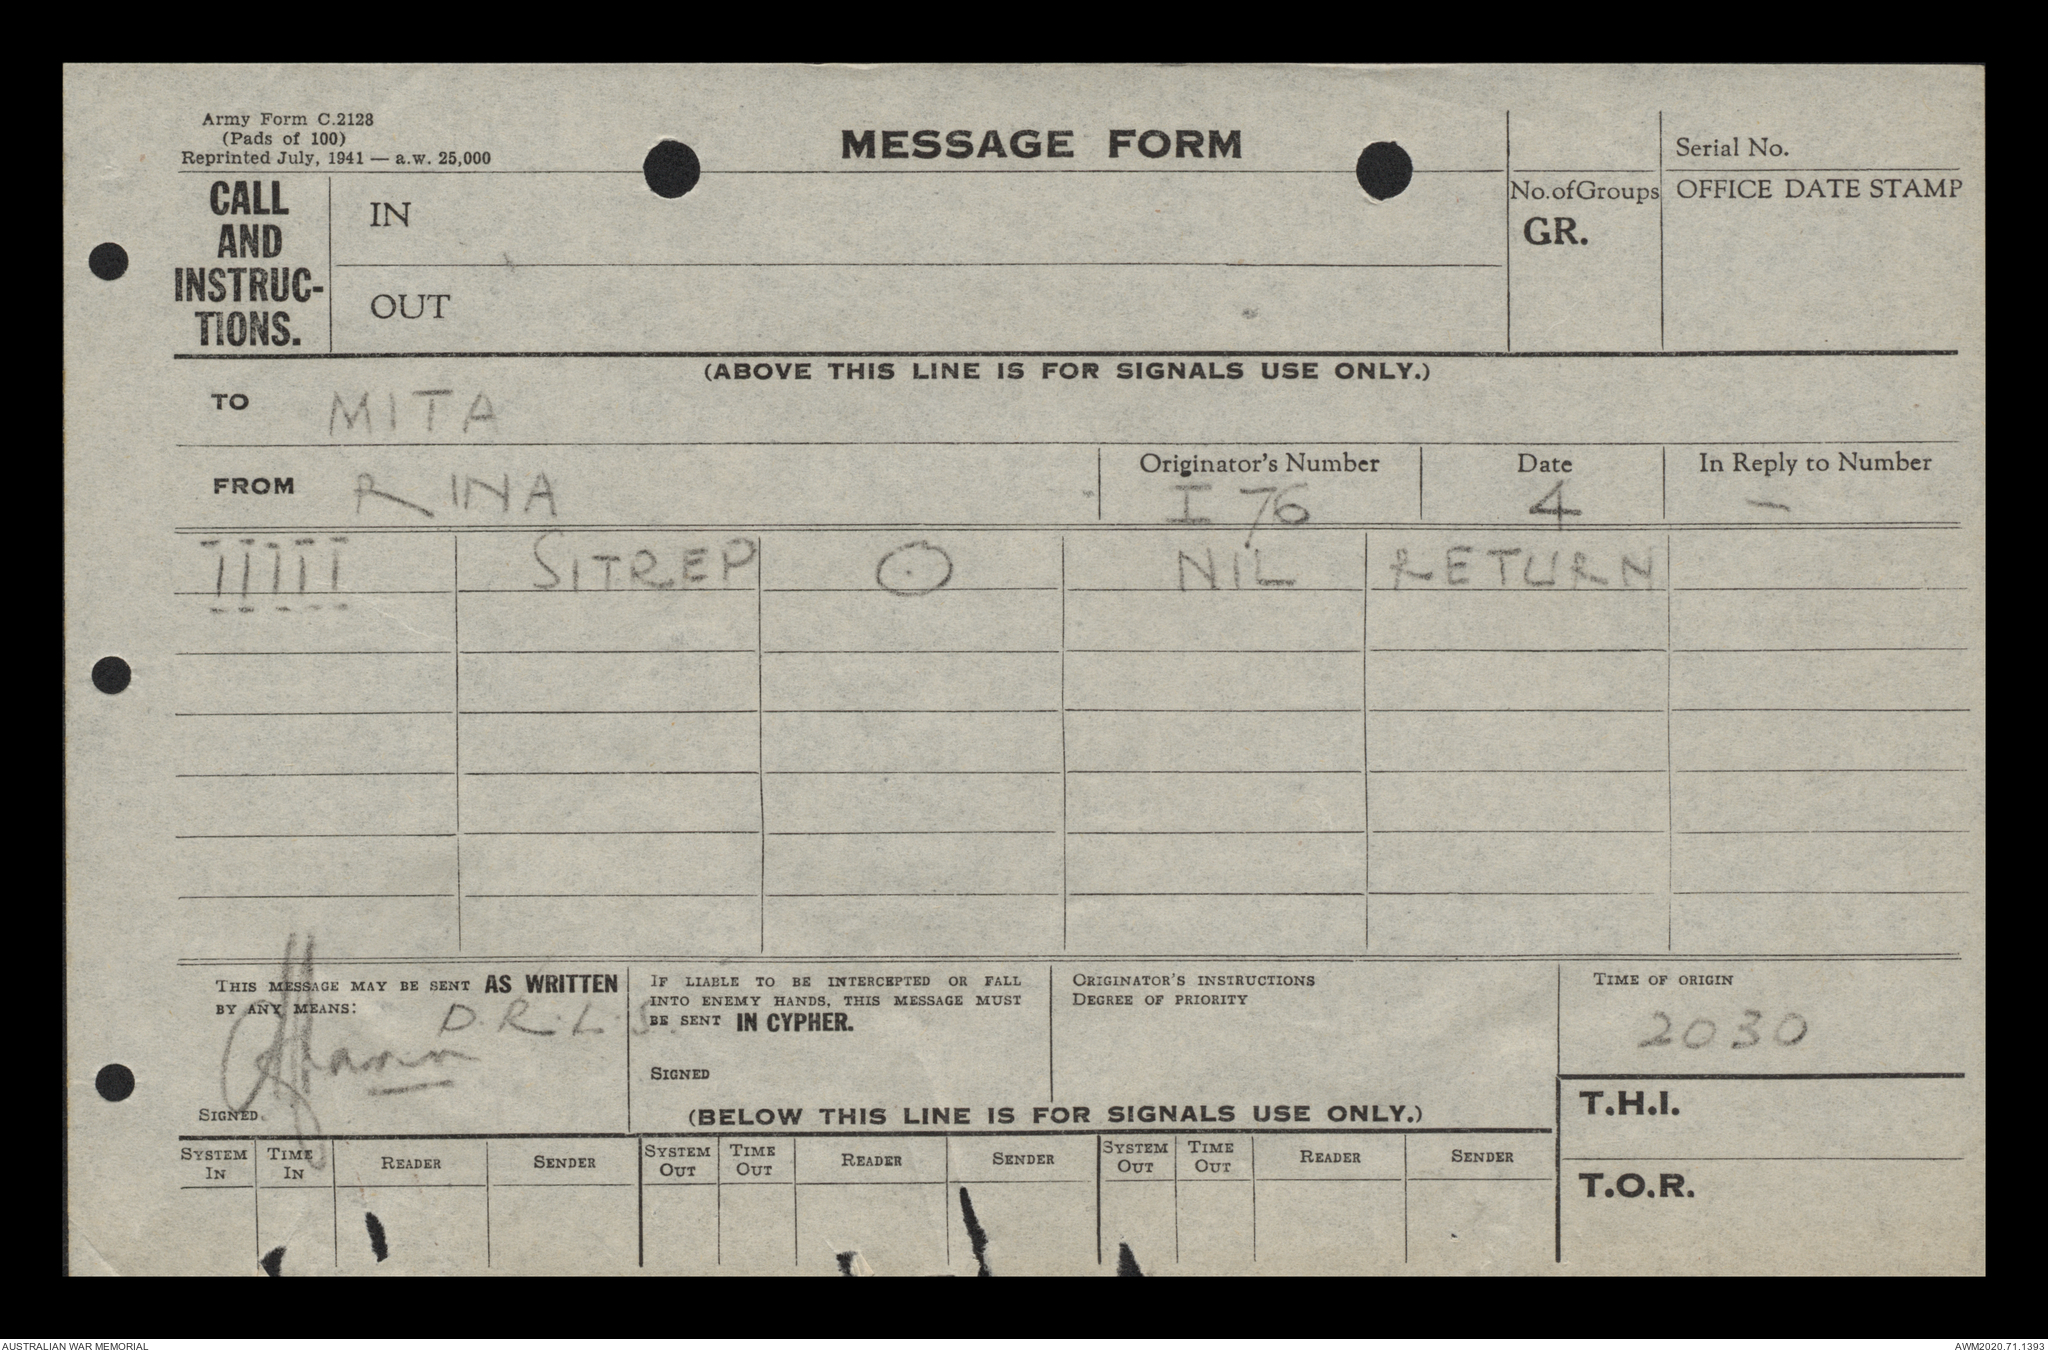 Army Form C.2128
(Pads of 100)
Reprinted July, 1941 — a.w. 25,000
MESSAGE FORM
Serial No.
CALL
AND
INSTRUC-
TIONS.
IN
OUT
No. of Groups
GR.
OFFICE DATE STAMP
(ABOVE THIS LINE IS FOR SIGNALS USE ONLY.)
TO MITA
FROM RINA
Originator's Number
I 76
Date
4
In Reply to Number
—
IIIII SITREP ⊙ NIL RETURN
THIS MESSAGE MAY BE SENT AS WRITTEN
BY ANY MEANS:
D.R.L.S.
SIGNED
IF LIABLE TO BE INTERCEPTED OR FALL
INTO ENEMY HANDS, THIS MESSAGE MUST
BE SENT IN CYPHER.
SIGNED
ORIGINATOR'S INSTRUCTIONS
DEGREE OF PRIORITY
TIME OF ORIGIN
2030
(BELOW THIS LINE IS FOR SIGNALS USE ONLY.)
T.H.I.
T.O.R.
SYSTEM IN TIME IN READER SENDER SYSTEM OUT TIME OUT READER SENDER SYSTEM OUT TIME OUT READER SENDER
AUSTRALIAN WAR MEMORIAL
AWM2020.71.1393